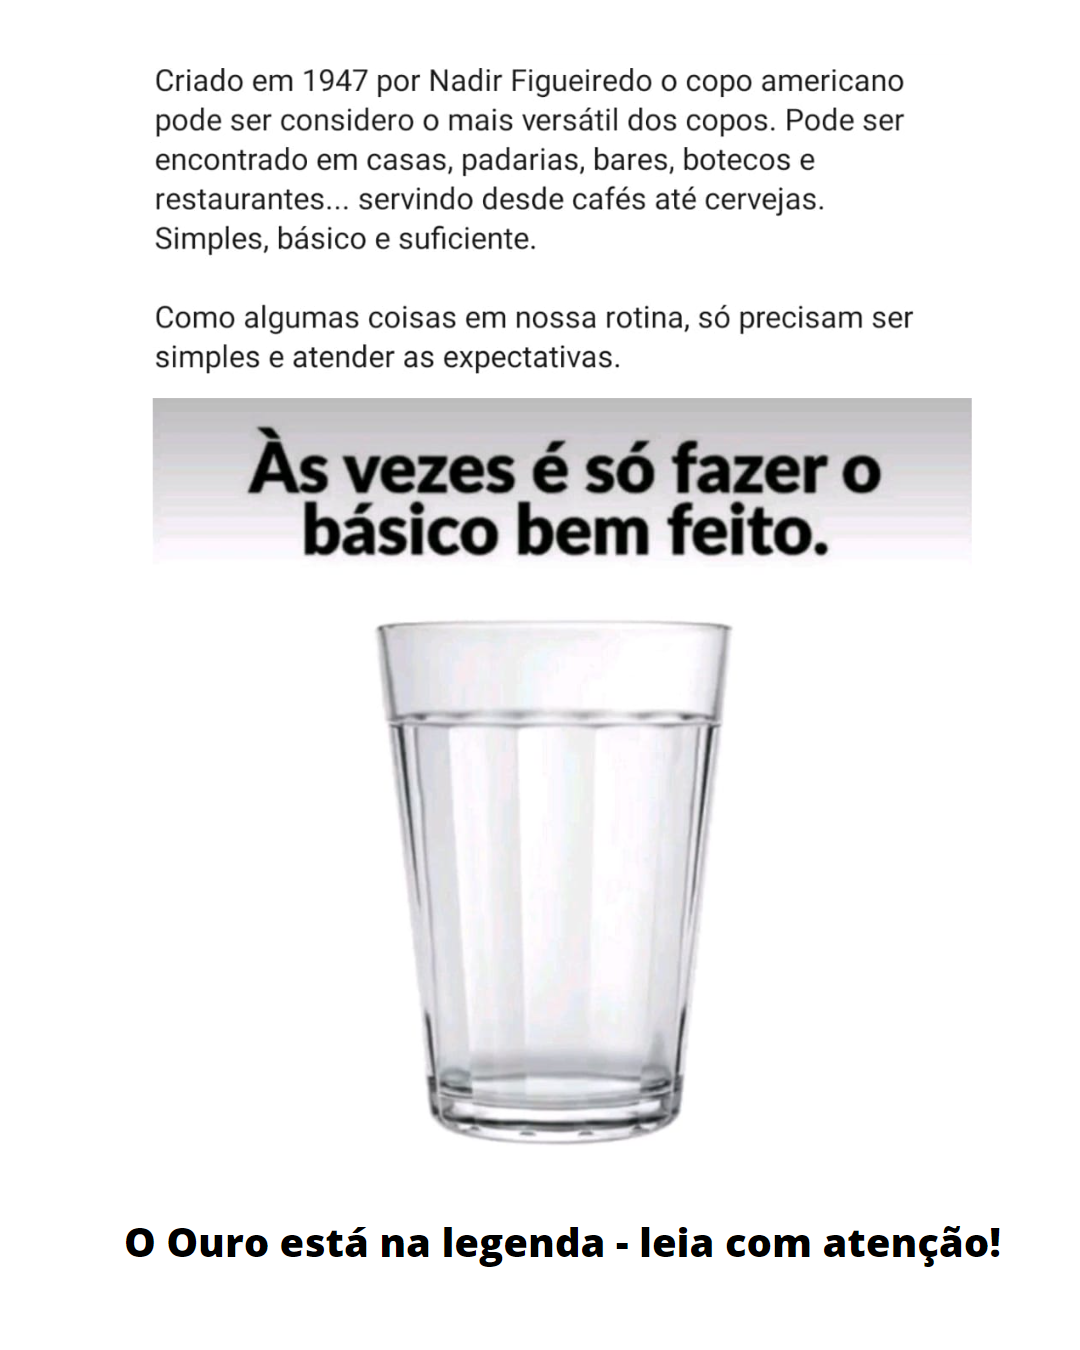 Criado em 1947 por Nadir Figueiredo o copo americano
pode ser considero o mais versátil dos copos. Pode ser
encontrado em casas, padarias, bares, botecos e
restaurantes... servindo desde cafés até cervejas.
Simples, básico e suficiente.
Como algumas coisas em nossa rotina, só precisam ser
simples e atender as expectativas.
Às vezes é só fazer o
básico bem feito.
O Ouro está na legenda - leia com atenção!